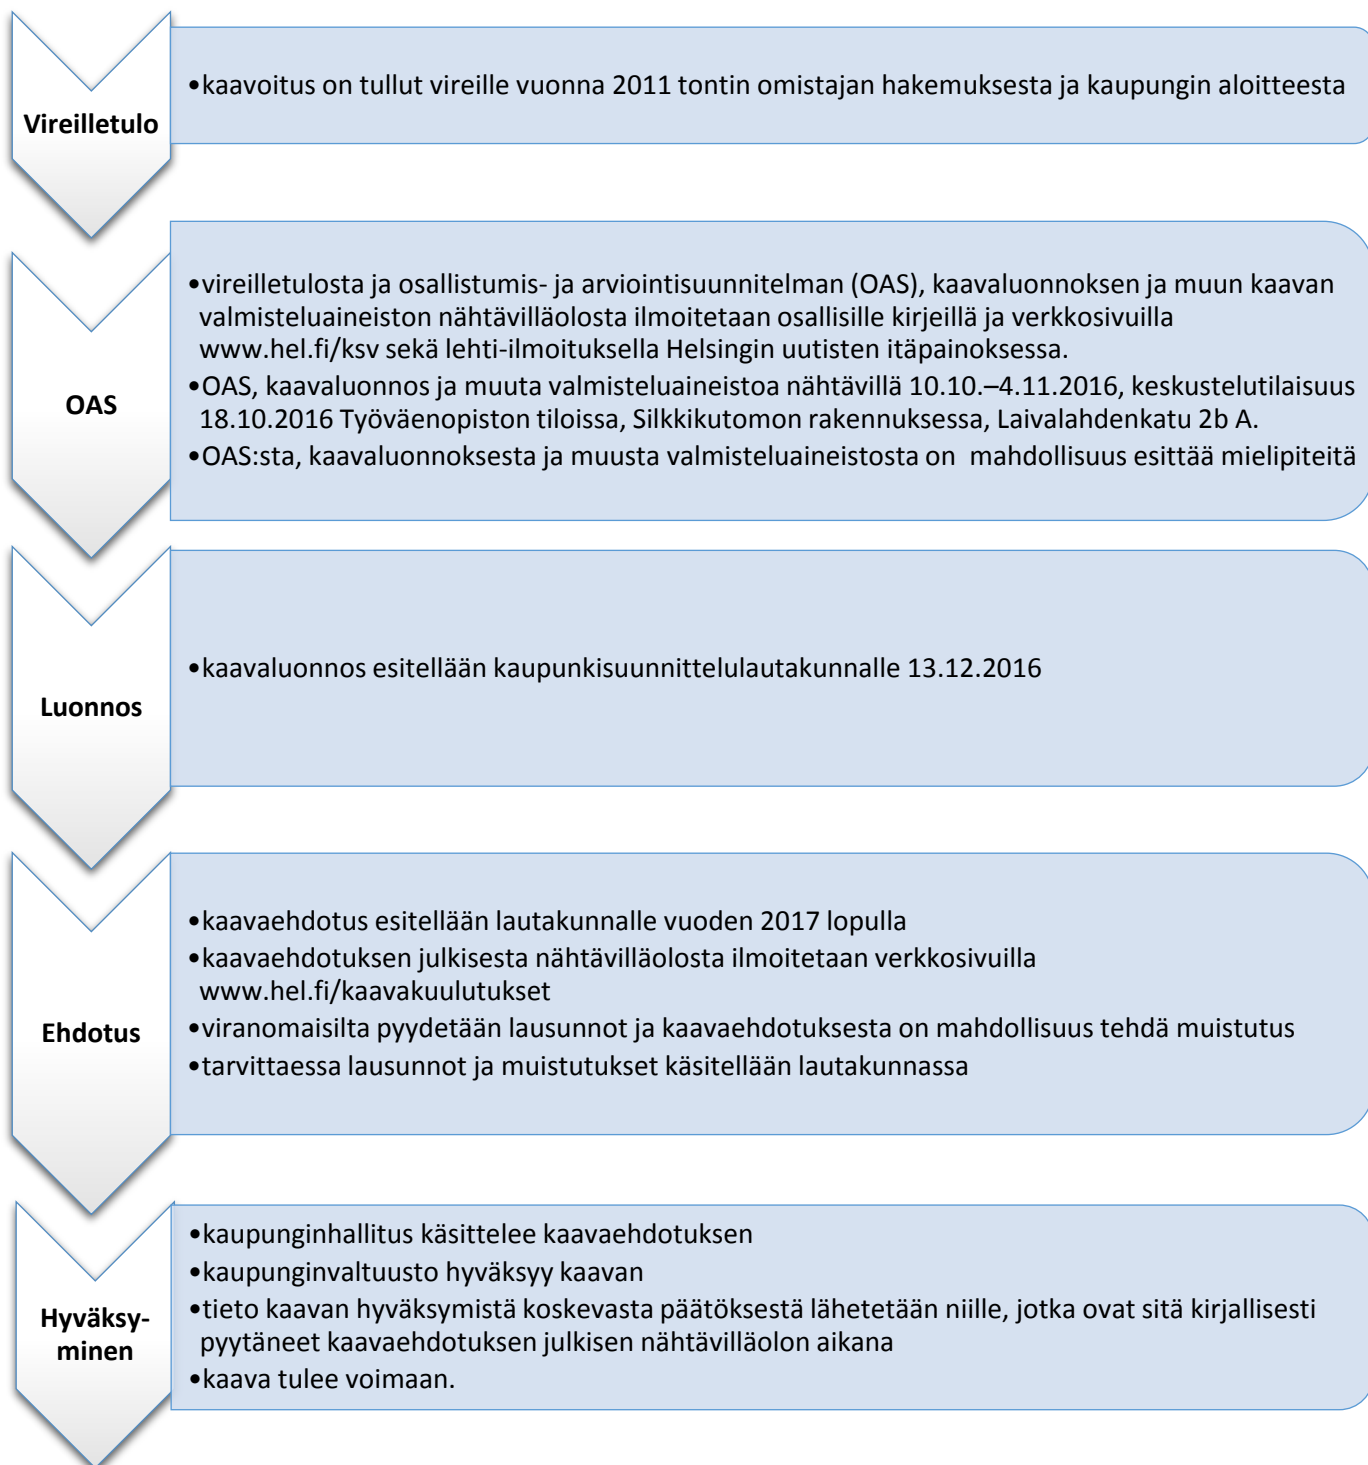 Vireilletulo
•kaavoitus on tullut vireille vuonna 2011 tontin omistajan hakemuksesta ja kaupungin aloitteesta
OAS
•vireilletulosta ja osallistumis- ja arviointisuunnitelman (OAS), kaavaluonnoksen ja muun kaavan
valmisteluaineiston nähtävilläolosta ilmoitetaan osallisille kirjeillä ja verkkosivuilla
www.hel.fi/ksv sekä lehti-ilmoituksella Helsingin uutisten itäpainoksessa.
•OAS, kaavaluonnos ja muuta valmisteluaineistoa nähtävillä 10.10.–4.11.2016, keskustelutilaisuus
18.10.2016 Työväenopiston tiloissa, Silkkikutomon rakennuksessa, Laivalahdenkatu 2b A.
•OAS:sta, kaavaluonnoksesta ja muusta valmisteluaineistosta on mahdollisuus esittää mielipiteitä
Luonnos
•kaavaluonnos esitellään kaupunkisuunnittelulautakunnalle 13.12.2016
Ehdotus
•kaavaehdotus esitellään lautakunnalle vuoden 2017 lopulla
•kaavaehdotuksen julkisesta nähtävilläolosta ilmoitetaan verkkosivuilla
www.hel.fi/kaavakuulutukset
•viranomaisilta pyydetään lausunnot ja kaavaehdotuksesta on mahdollisuus tehdä muistutus
•tarvittaessa lausunnot ja muistutukset käsitellään lautakunnassa
Hyväksy-
minen
•kaupunginhallitus käsittelee kaavaehdotuksen
•kaupunginvaltuusto hyväksyy kaavan
•tieto kaavan hyväksymistä koskevasta päätöksestä lähetetään niille, jotka ovat sitä kirjallisesti
pyytäneet kaavaehdotuksen julkisen nähtävilläolon aikana
•kaava tulee voimaan.